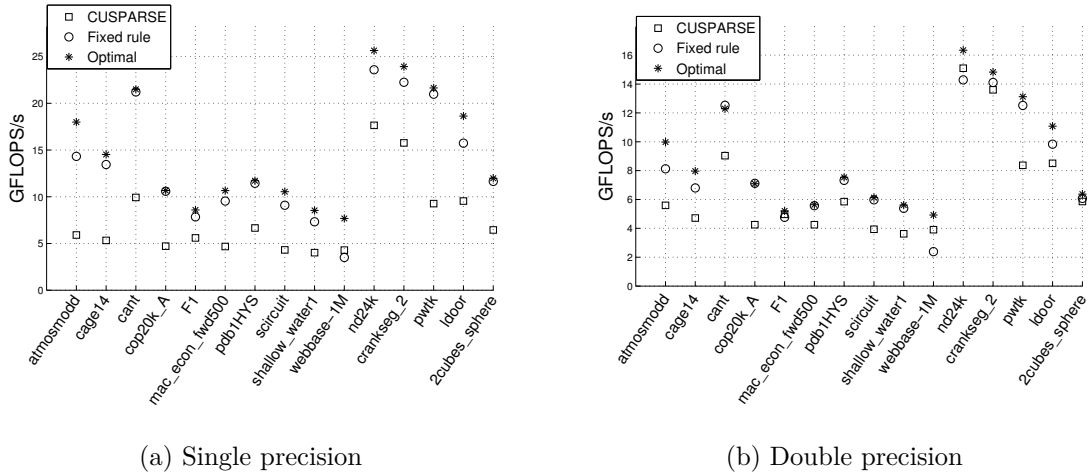 CUSPARSE
Fixed rule
Optimal
GFLOPS/s
25
20
15
10
5
0
atmosmodd
cage14
cant
cop20k_A
F1
mac_econ_fwd500
pdb1HYS
scircuit
shallow_water1
webbase-1M
nd24k
crankseg_2
pwtk
ldoor
2cubes_sphere
(a) Single precision
CUSPARSE
Fixed rule
Optimal
GFLOPS/s
16
14
12
10
8
6
4
2
0
atmosmodd
cage14
cant
cop20k_A
F1
mac_econ_fwd500
pdb1HYS
scircuit
shallow_water1
webbase-1M
nd24k
crankseg_2
pwtk
ldoor
2cubes_sphere
(b) Double precision